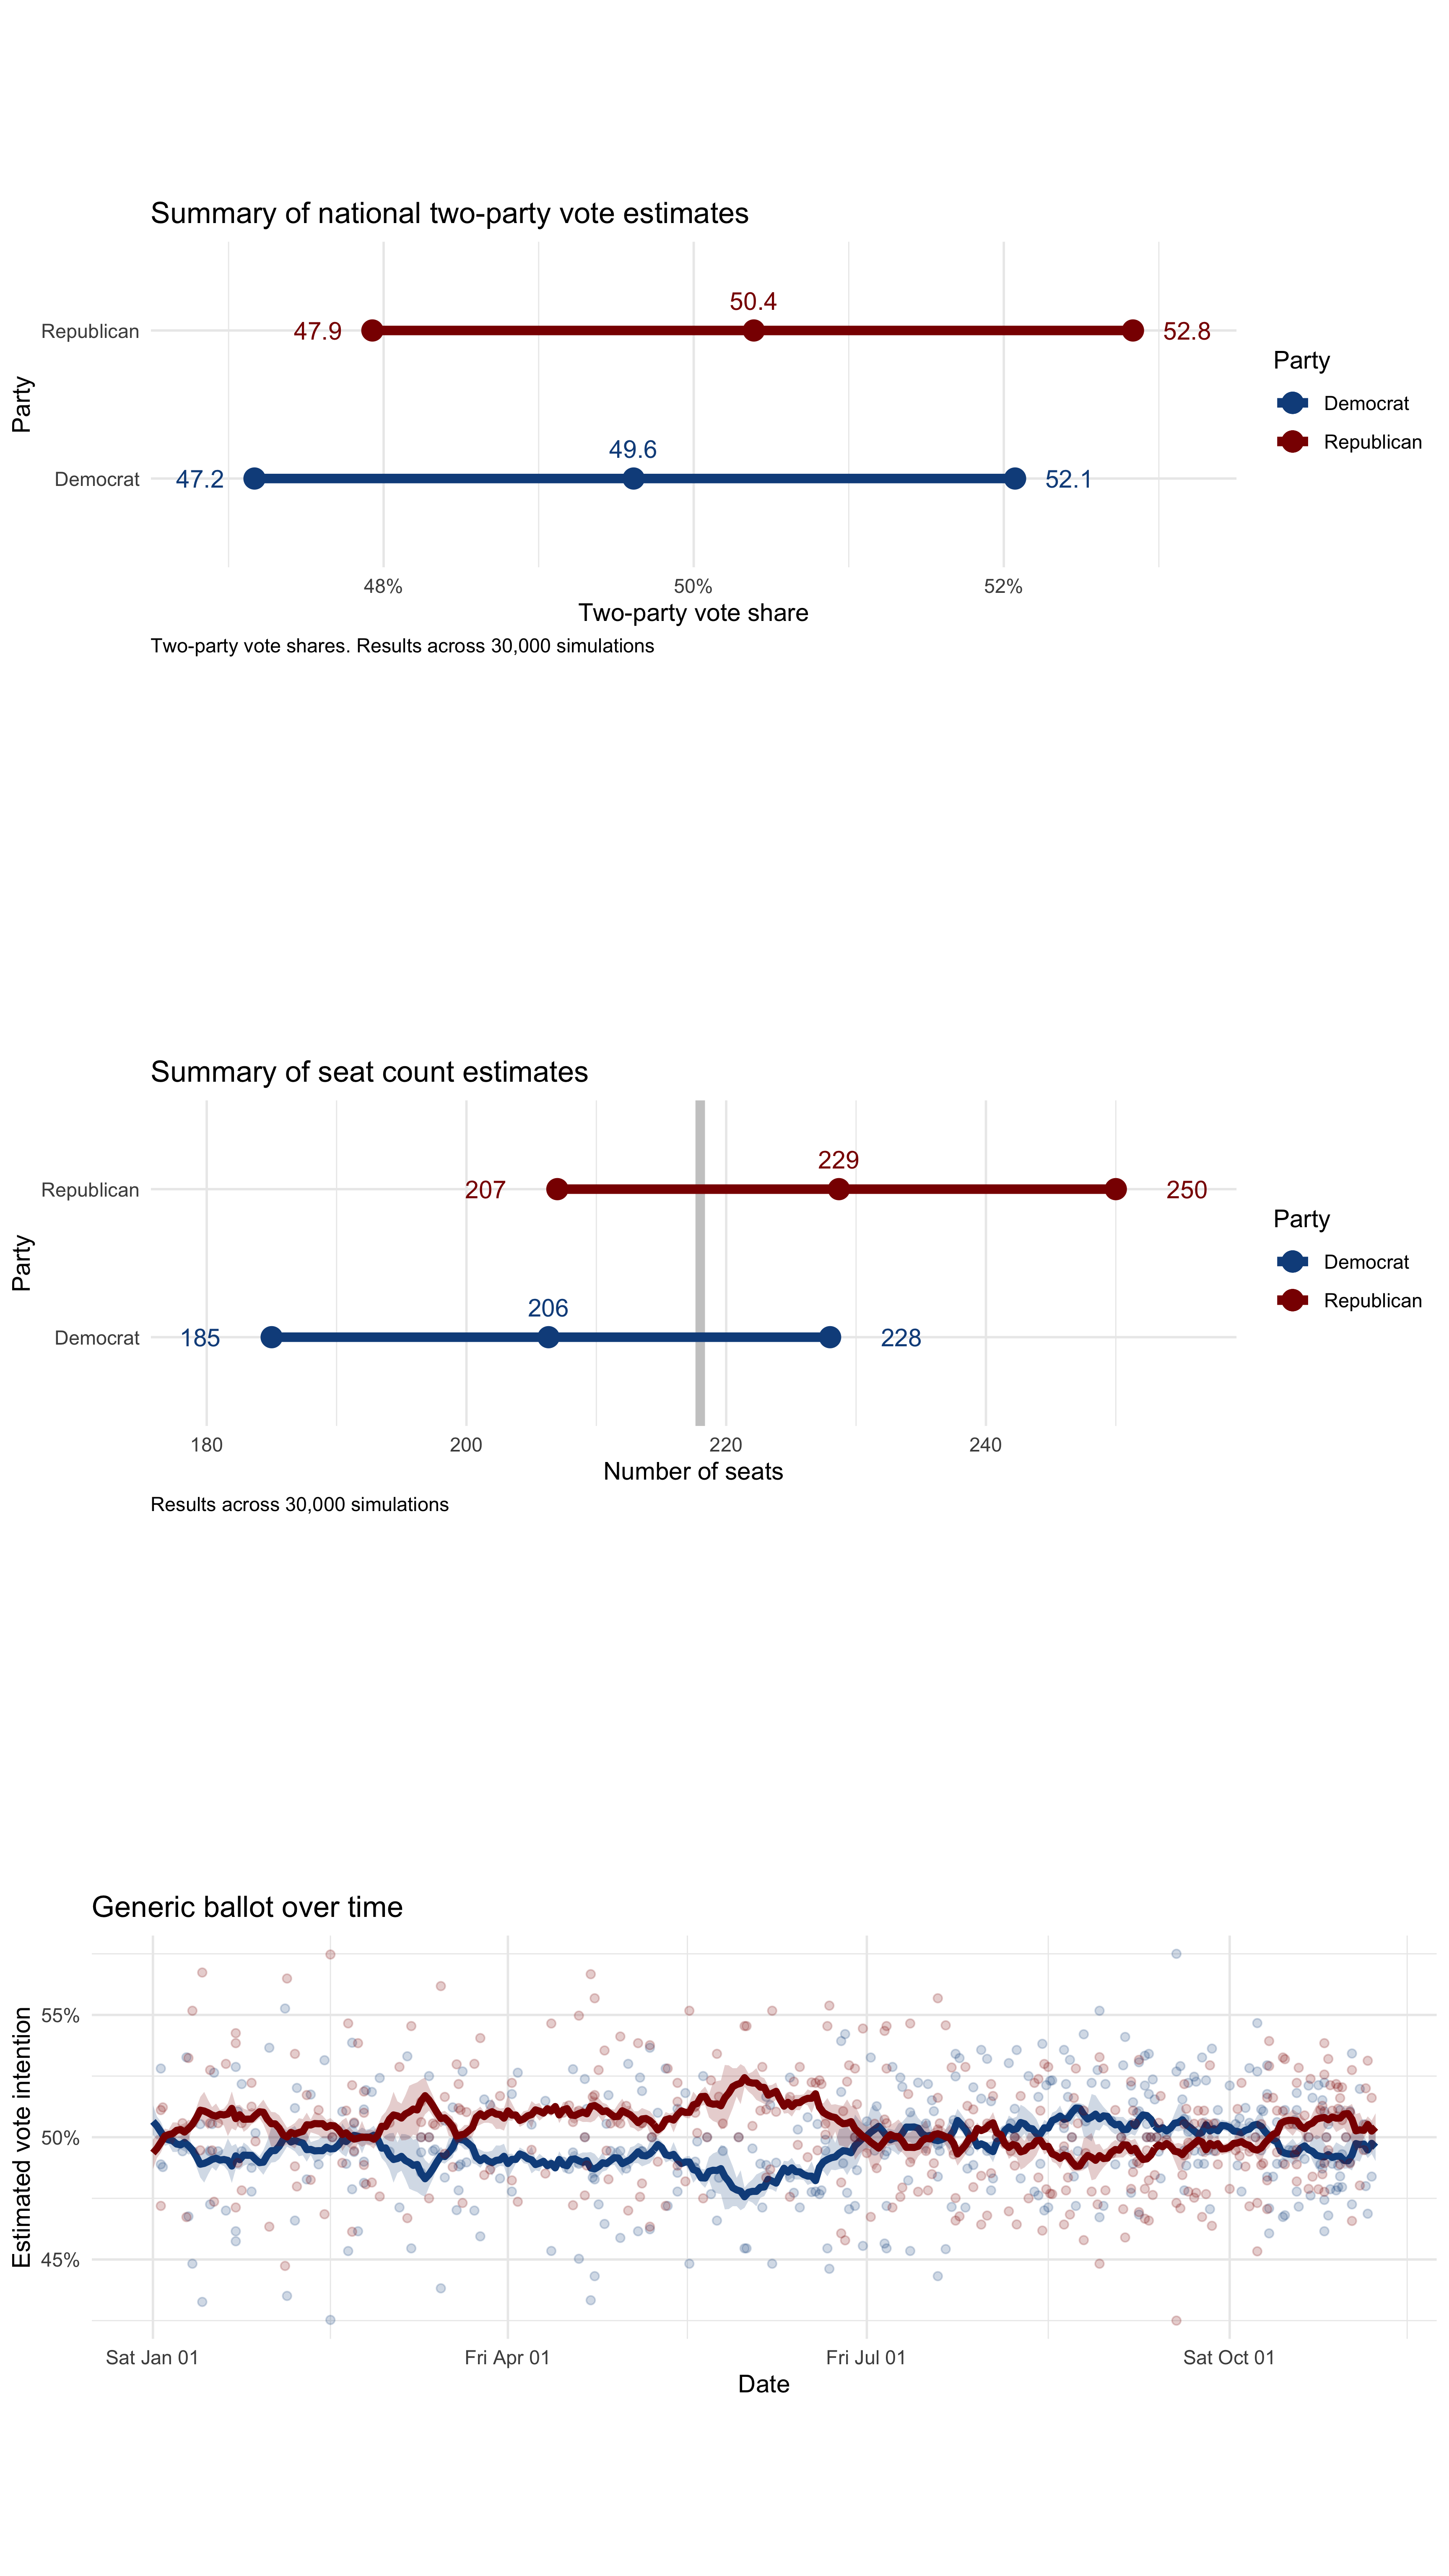 Summary of national two-party vote estimates
50.4
Republican
47.9
52.8
49.6
Democrat
47.2
52.1
Party
Party
Democrat
Republican
48%
50%
52%
Two-party vote share
Two-party vote shares. Results across 30,000 simulations
Summary of seat count estimates
229
Republican
207
250
206
Democrat
185
228
Party
Party
Democrat
Republican
180
200
220
240
Number of seats
Results across 30,000 simulations
Generic ballot over time
55%
50%
45%
Estimated vote intention
Sat Jan 01
Fri Apr 01
Fri Jul 01
Sat Oct 01
Date